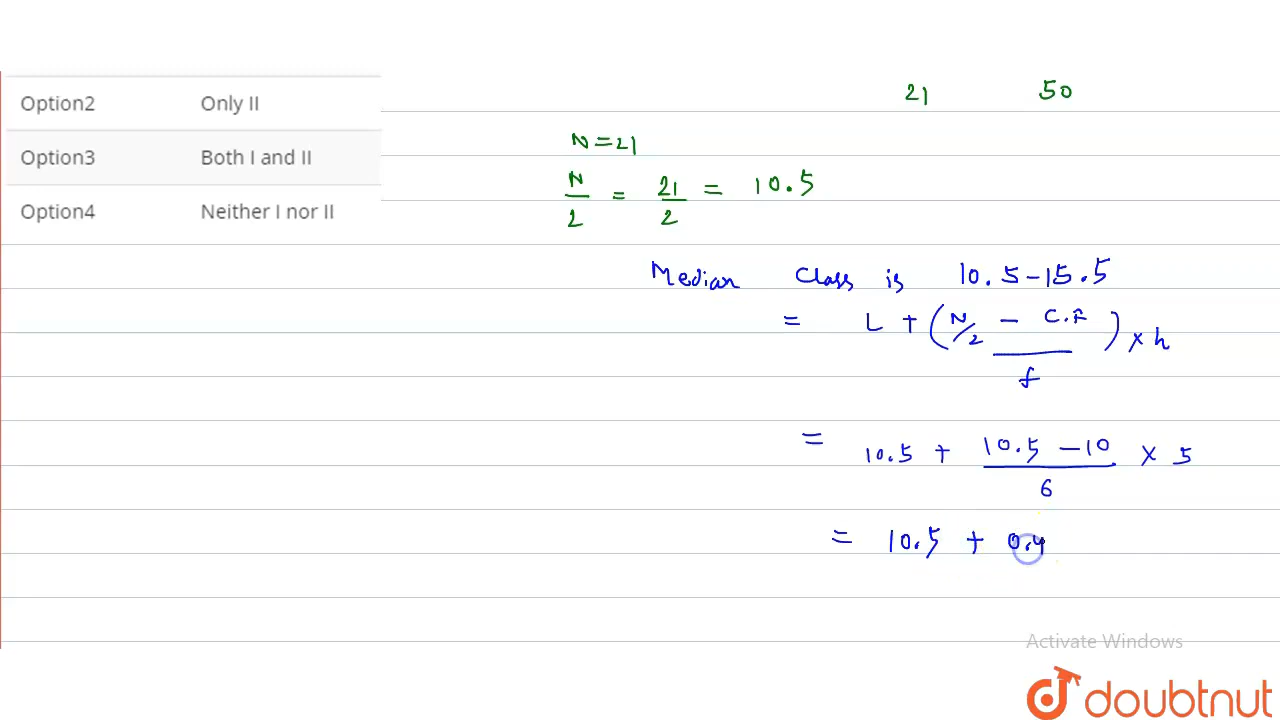 21 50
Option2 Only II
N = 21
Option3 Both I and II
N/2 = 21/2 = 10.5
Option4 Neither I nor II
Median Class is 10.5-15.5
= L + (N/2 - C.F / f) × h
= 10.5 + 10.5 - 10 / 6 × 5
= 10.5 + 0.4
Activate Windows
doubtnut